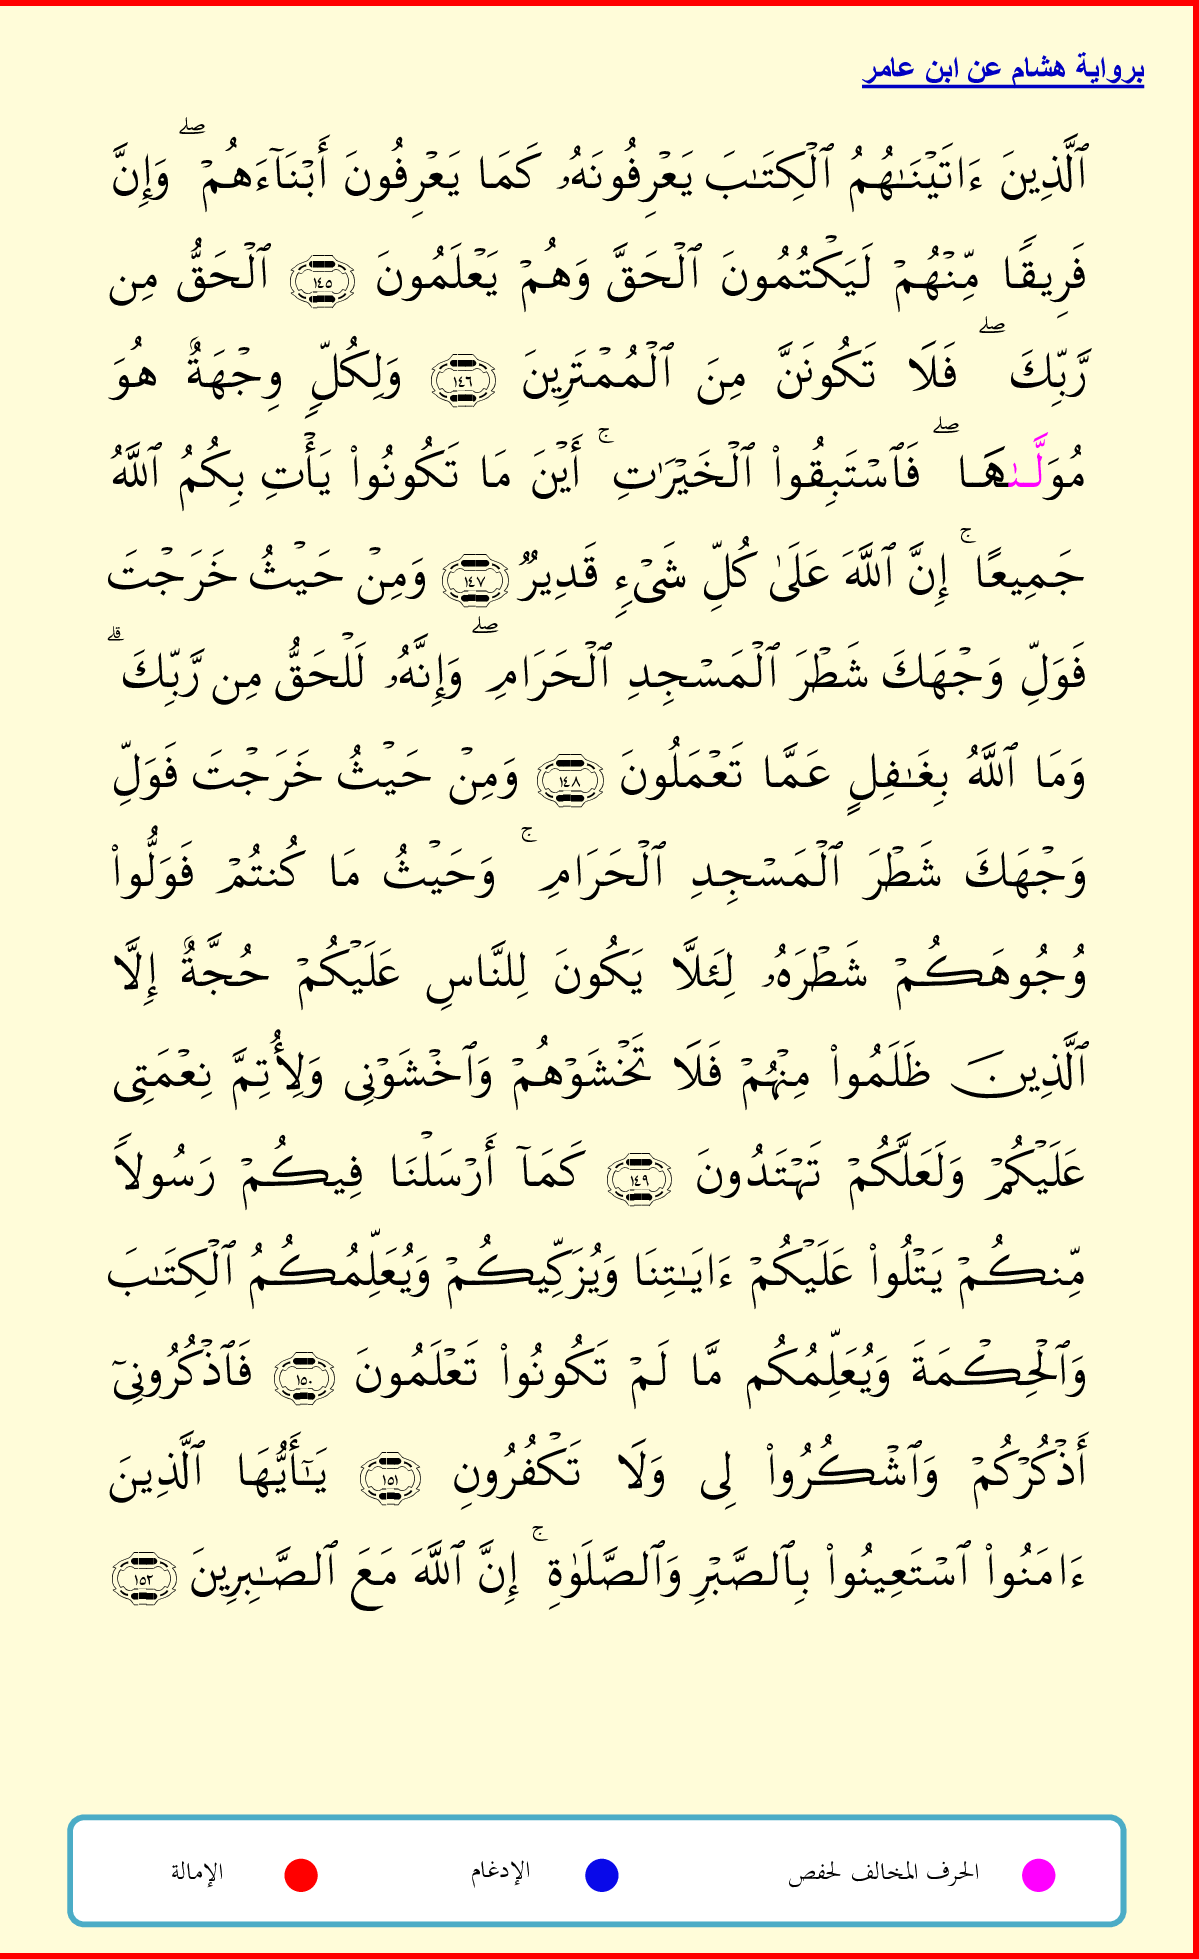 برواية هشام عن ابن عامر
ٱلَّذِينَ ءَاتَيْنَـٰهُمُ ٱلْكِتَـٰبَ يَعْرِفُونَهُۥ كَمَا يَعْرِفُونَ أَبْنَآءَهُمْ ۖ وَإِنَّ
فَرِيقًا مِّنْهُمْ لَيَكْتُمُونَ ٱلْحَقَّ وَهُمْ يَعْلَمُونَ ١٤٥ ٱلْحَقُّ مِن
رَّبِّكَ ۖ فَلَا تَكُونَنَّ مِنَ ٱلْمُمْتَرِينَ ١٤٦ وَلِكُلٍّ وِجْهَةٌ هُوَ
مُوَلَّىٰهَا ۖ فَٱسْتَبِقُوا۟ ٱلْخَيْرَٰتِ ۚ أَيْنَ مَا تَكُونُوا۟ يَأْتِ بِكُمُ ٱللَّهُ
جَمِيعًا ۚ إِنَّ ٱللَّهَ عَلَىٰ كُلِّ شَىْءٍ قَدِيرٌ ١٤٧ وَمِنْ حَيْثُ خَرَجْتَ
فَوَلِّ وَجْهَكَ شَطْرَ ٱلْمَسْجِدِ ٱلْحَرَامِ ۖ وَإِنَّهُۥ لَلْحَقُّ مِن رَّبِّكَ ۗ
وَمَا ٱللَّهُ بِغَـٰفِلٍ عَمَّا تَعْمَلُونَ ١٤٨ وَمِنْ حَيْثُ خَرَجْتَ فَوَلِّ
وَجْهَكَ شَطْرَ ٱلْمَسْجِدِ ٱلْحَرَامِ ۚ وَحَيْثُ مَا كُنتُمْ فَوَلُّوا۟
وُجُوهَكُمْ شَطْرَهُۥ لِئَلَّا يَكُونَ لِلنَّاسِ عَلَيْكُمْ حُجَّةٌ إِلَّا
ٱلَّذِينَ ظَلَمُوا۟ مِنْهُمْ فَلَا تَخْشَوْهُمْ وَٱخْشَوْنِى وَلِأُتِمَّ نِعْمَتِى
عَلَيْكُمْ وَلَعَلَّكُمْ تَهْتَدُونَ ١٤٩ كَمَآ أَرْسَلْنَا فِيكُمْ رَسُولًا
مِّنكُمْ يَتْلُوا۟ عَلَيْكُمْ ءَايَـٰتِنَا وَيُزَكِّيكُمْ وَيُعَلِّمُكُمُ ٱلْكِتَـٰبَ
وَٱلْحِكْمَةَ وَيُعَلِّمُكُم مَّا لَمْ تَكُونُوا۟ تَعْلَمُونَ ١٥٠ فَٱذْكُرُونِىٓ
أَذْكُرْكُمْ وَٱشْكُرُوا۟ لِى وَلَا تَكْفُرُونِ ١٥١ يَـٰٓأَيُّهَا ٱلَّذِينَ
ءَامَنُوا۟ ٱسْتَعِينُوا۟ بِٱلصَّبْرِ وَٱلصَّلَوٰةِ ۚ إِنَّ ٱللَّهَ مَعَ ٱلصَّـٰبِرِينَ ١٥٢
الحرف المخالف لحفص الإدغام الإمالة